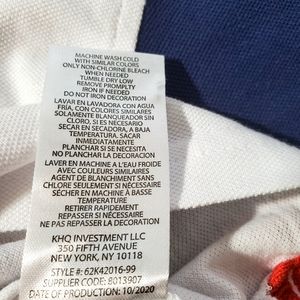 MACHINE WASH COLD
WITH SIMILAR COLORS
ONLY NON-CHLORINE BLEACH
WHEN NEEDED
TUMBLE DRY LOW
REMOVE PROMPLTY
IRON IF NEEDED
DO NOT IRON DECORATION
LAVAR EN LAVADORA CON AGUA
FRÍA, CON COLORES SIMILARES
SOLAMENTE BLANQUEADOR SIN
CLORO, SI ES NECESARIO
SECAR EN SECADORA, A BAJA
TEMPERATURA. SACAR
INMEDIATAMENTE
PLANCHAR SI SE NECESITA
NO PLANCHAR LA DECORACION
LAVER EN MACHINE A L'EAU FROIDE
AVEC COULEURS SIMILAIRES
AGENT DE BLANCHIMENT SANS
CHLORE SEULEMENT SI NÉCESSAIRE
SÉCHER EN MACHINE À BASSE
TEMPERATURE
RETIRER RAPIDEMENT
REPASSER SI NÉCESSAIRE
NE PAS REPASSER LA DECORATION
KHQ INVESTMENT LLC
350 FIFTH AVENUE
NEW YORK, NY 10118
STYLE #: 62K42016-99
SUPPLIER CODE: 8013907
DATE OF PRODUCTION: 10/2020